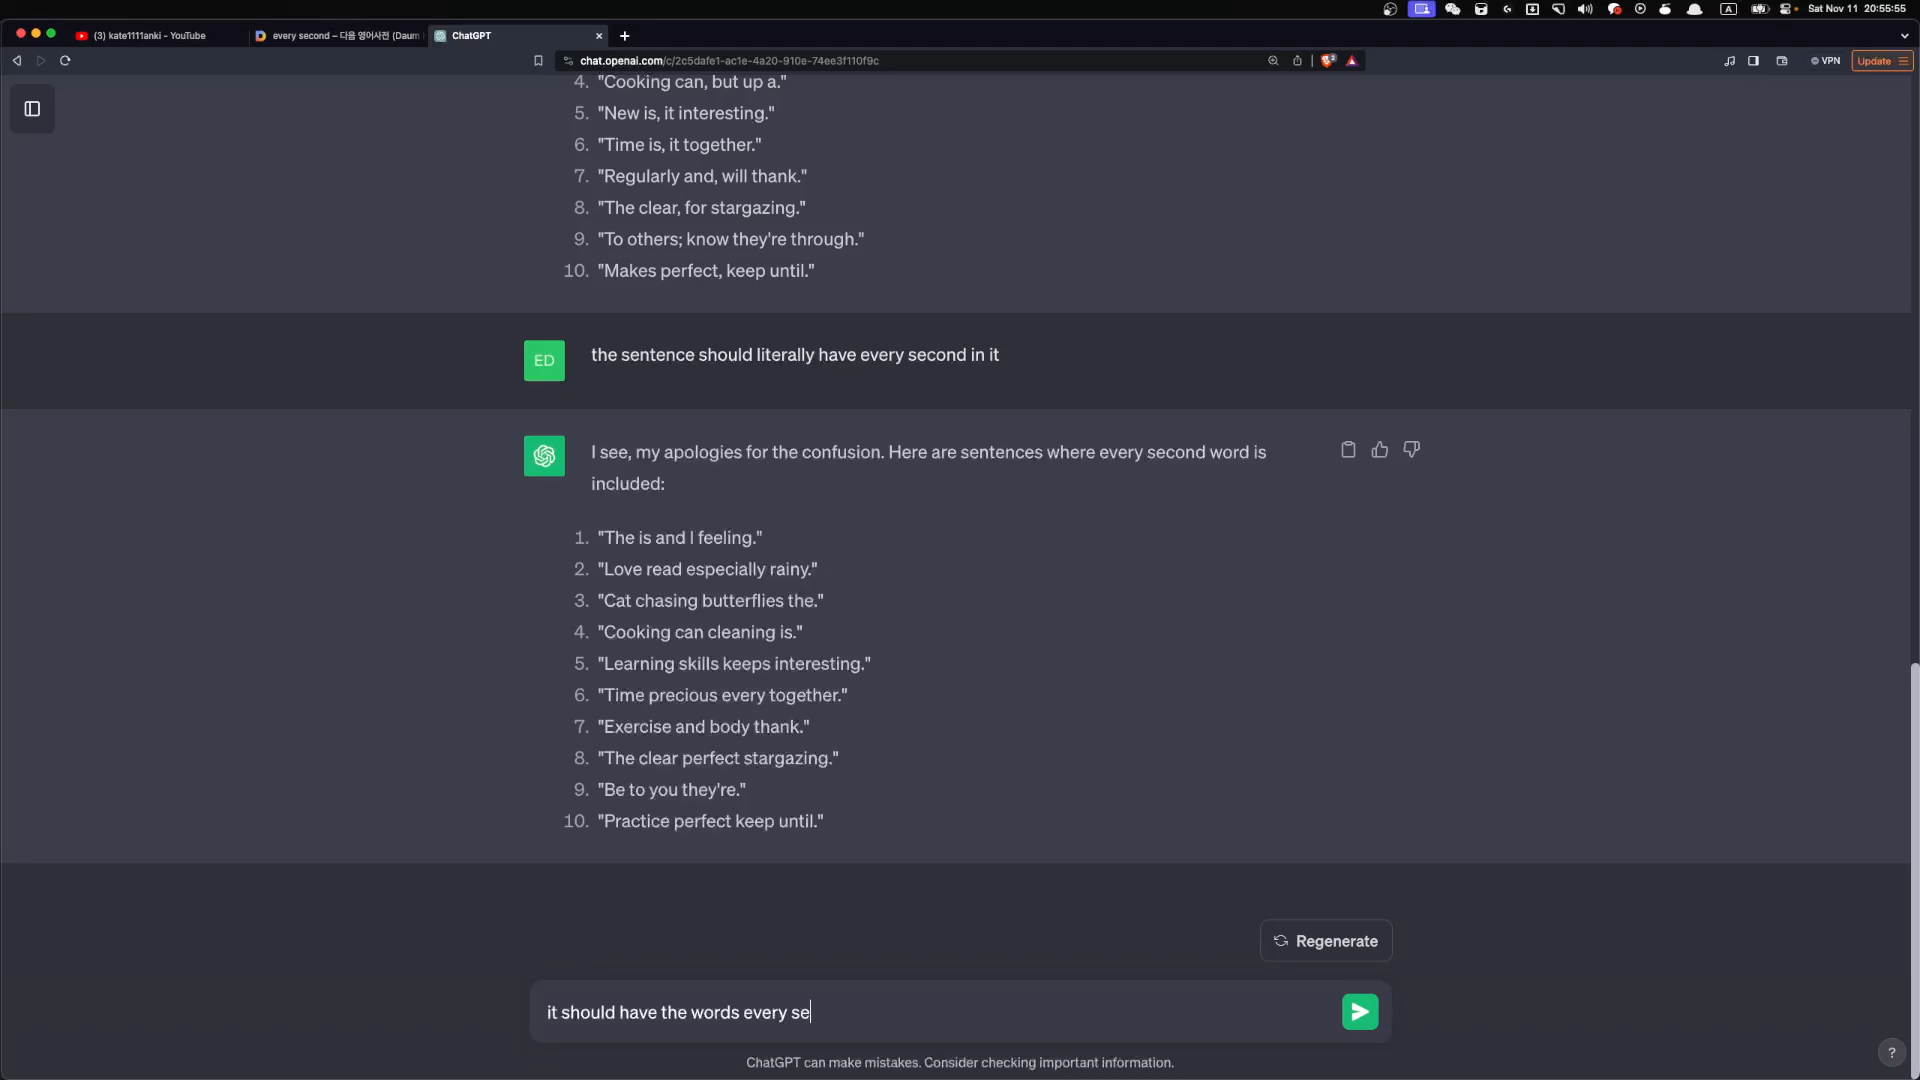 Sat Nov 11 20:55:55
(3) kate1111anki - YouTube
every second – 다음 영어사전 (Daum
ChatGPT
chat.openai.com/c/2c5dafe1-ac1e-4a20-910e-74ee3f110f9c
VPN
Update
4. "Cooking can, but up a."
5. "New is, it interesting."
6. "Time is, it together."
7. "Regularly and, will thank."
8. "The clear, for stargazing."
9. "To others; know they're through."
10. "Makes perfect, keep until."
ED
the sentence should literally have every second in it
I see, my apologies for the confusion. Here are sentences where every second word is
included:
1. "The is and I feeling."
2. "Love read especially rainy."
3. "Cat chasing butterflies the."
4. "Cooking can cleaning is."
5. "Learning skills keeps interesting."
6. "Time precious every together."
7. "Exercise and body thank."
8. "The clear perfect stargazing."
9. "Be to you they're."
10. "Practice perfect keep until."
Regenerate
it should have the words every se
ChatGPT can make mistakes. Consider checking important information.
?